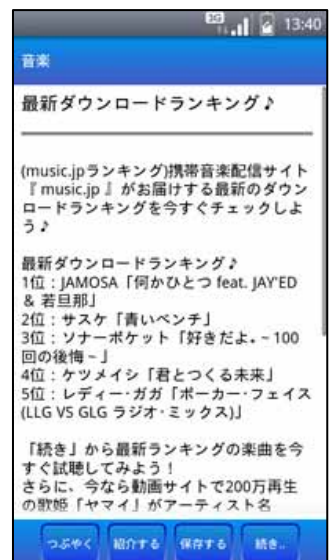 3G 13:40
音楽
最新ダウンロードランキング♪
(music.jpランキング)携帯音楽配信サイト
『 music.jp 』がお届けする最新のダウン
ロードランキングを今すぐチェックしよ
う♪
最新ダウンロードランキング♪
1位：JAMOSA「何かひとつ feat. JAY'ED
& 若旦那」
2位：サスケ「青いベンチ」
3位：ソナーポケット「好きだよ。~100
回の後悔~」
4位：ケツメイシ「君とつくる未来」
5位：レディー・ガガ「ポーカー・フェイス
(LLG VS GLG ラジオ・ミックス)」
「続き」から最新ランキングの楽曲を今
すぐ試聴してみよう！
さらに、今なら動画サイトで200万再生
の歌姫「ヤマイ」がアーティスト名
つぶやく 紹介する 保存する 続き..